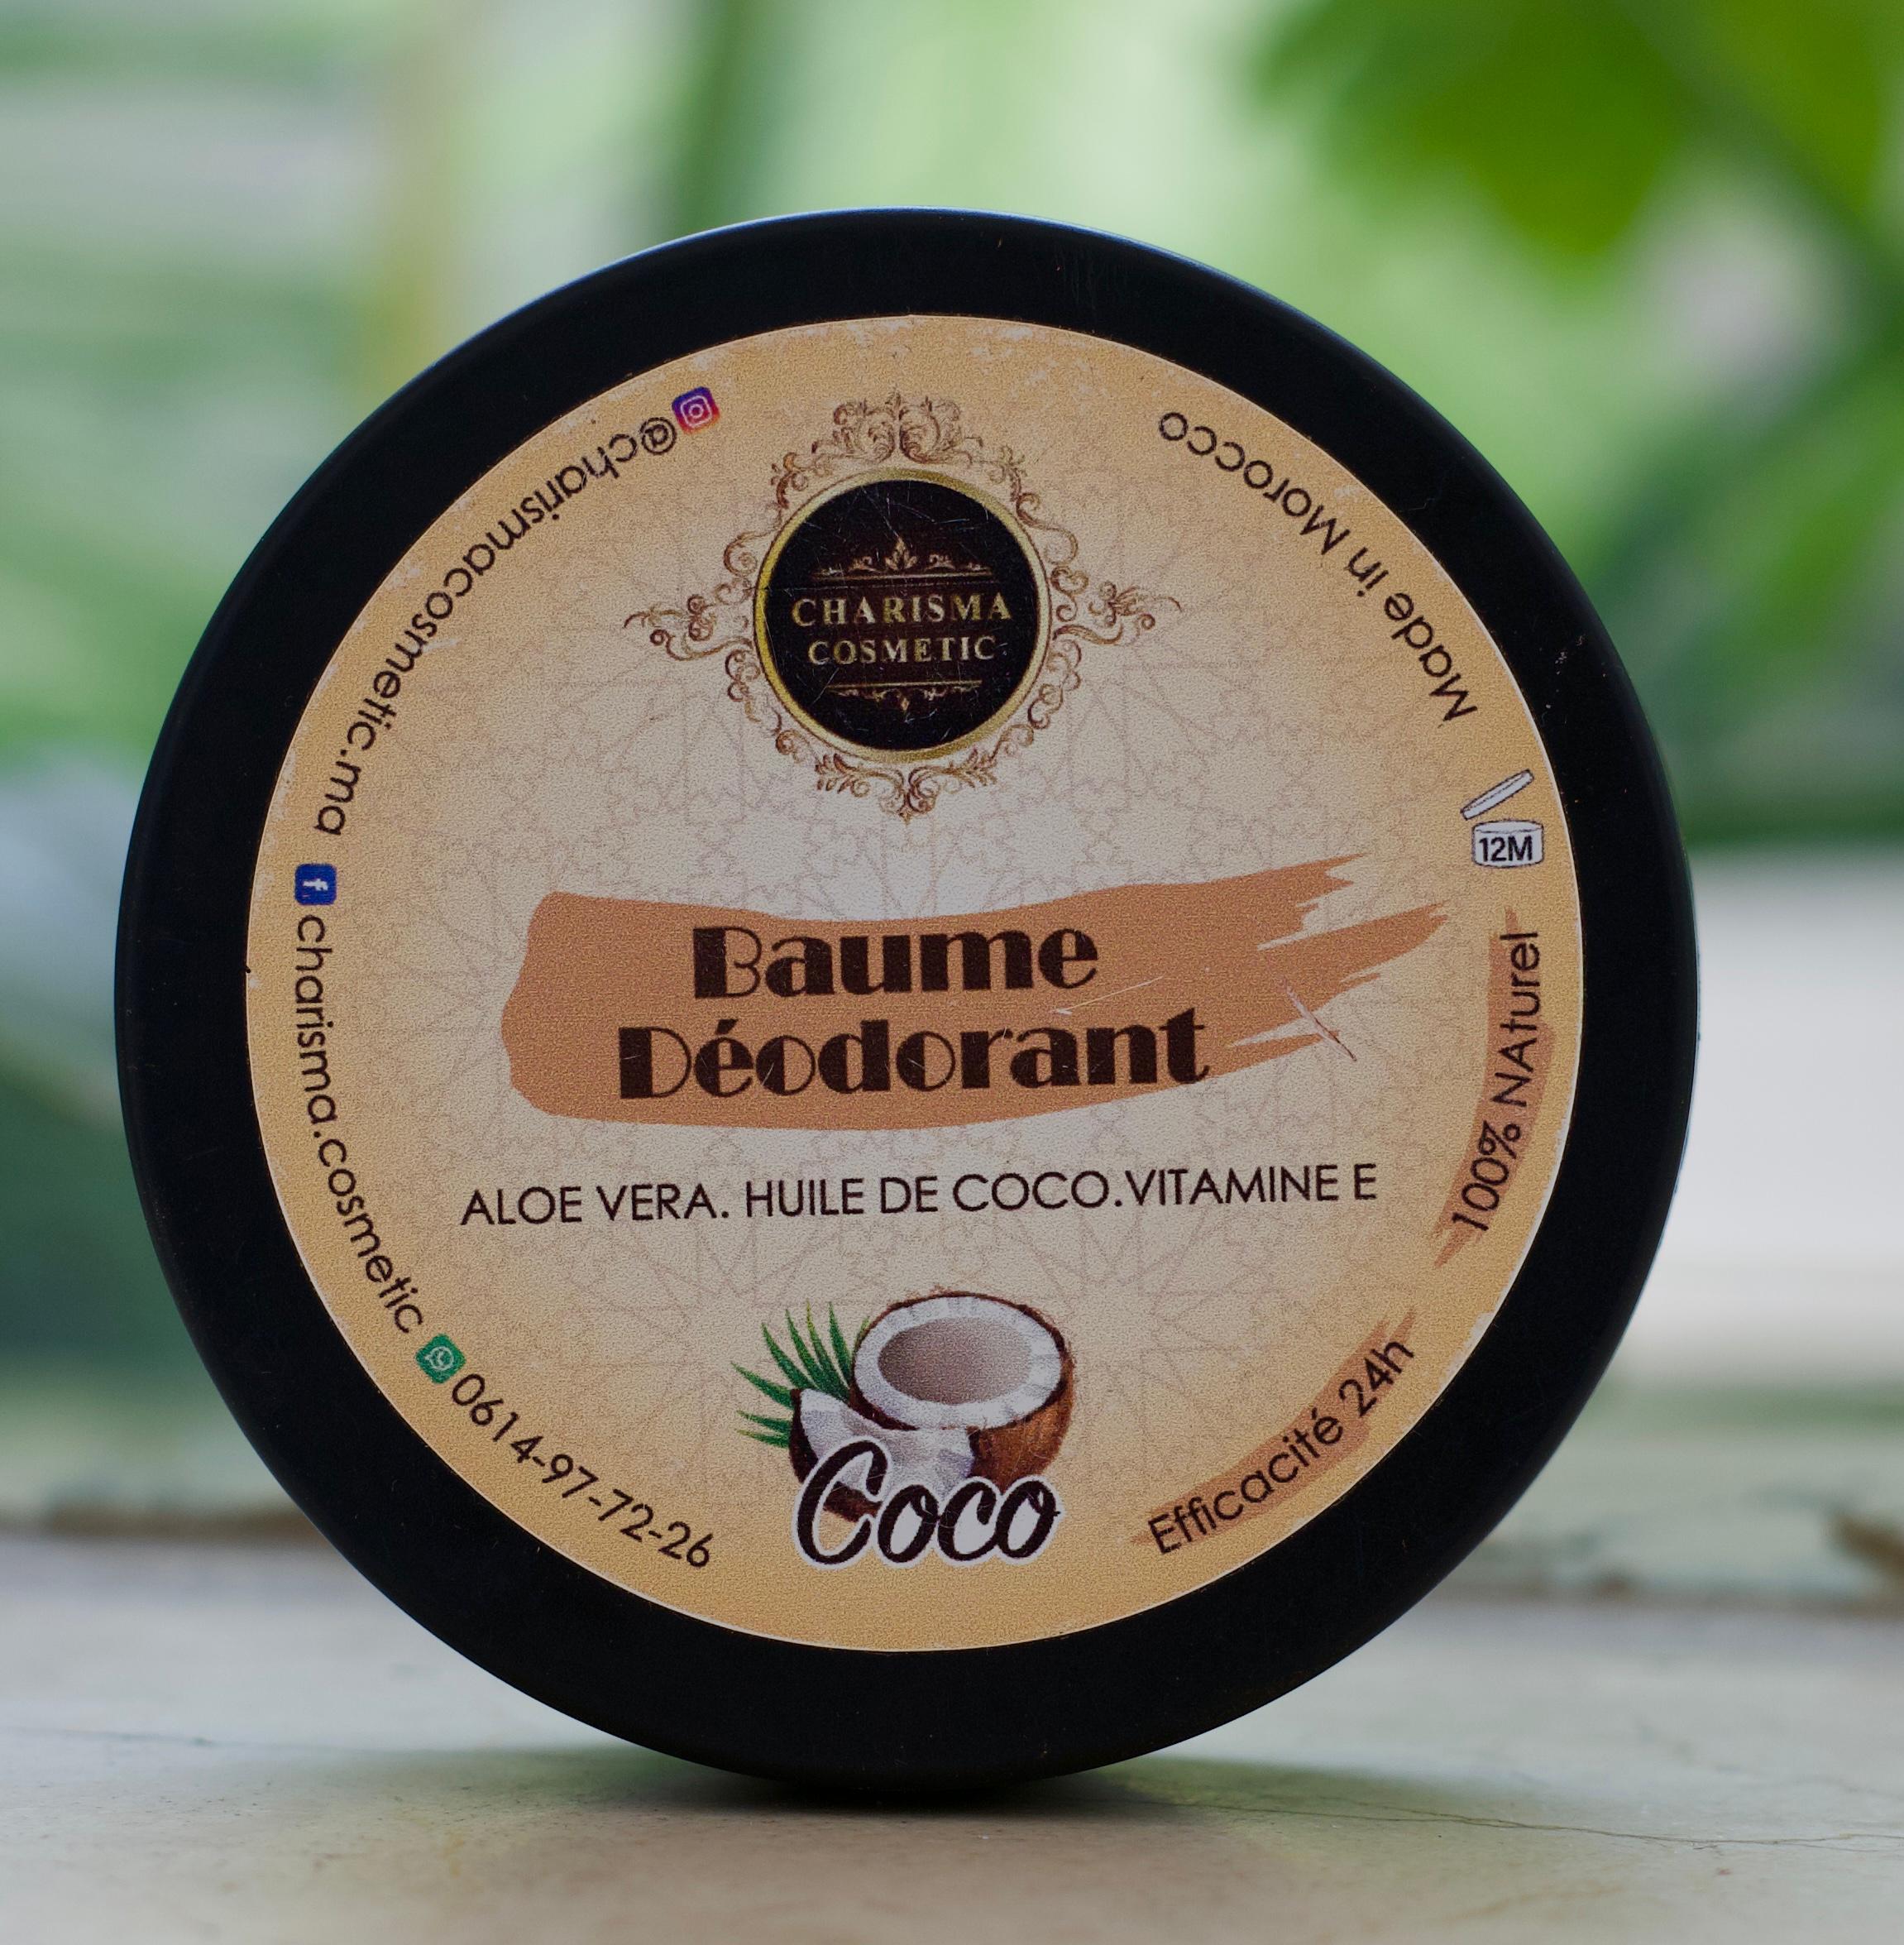 CHARISMA
COSMETIC
Baume
Déodorant
ALOE VERA. HUILE DE COCO.VITAMINE E
Coco
@charismacosmetic.ma
charisma.cosmetic
0614-97-72-26
Efficacité 24h
100% NAturel
12M
Made in Morocco